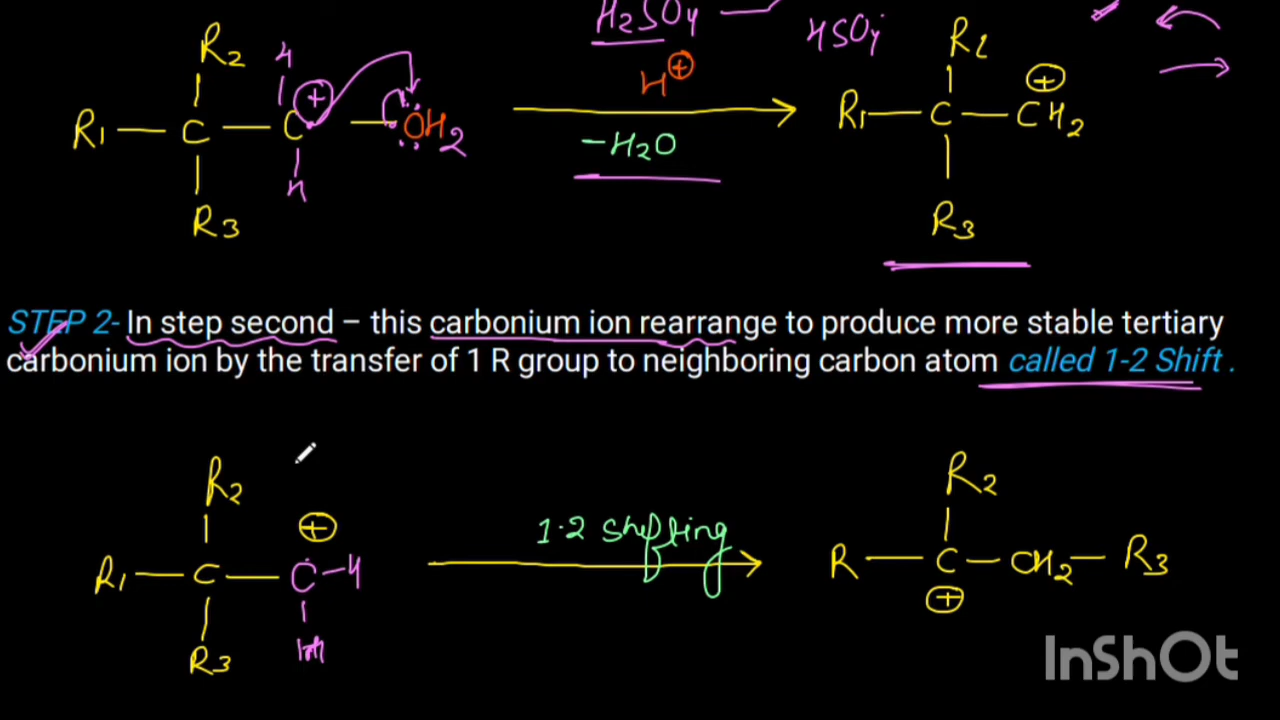 H2SO4
HSO4
R2 H R2
H⊕ ⊕
R1—C—C—OH2 R1—C—CH2
⊕
-H2O
H
R3 R3
STEP 2- In step second – this carbonium ion rearrange to produce more stable tertiary
carbonium ion by the transfer of 1 R group to neighboring carbon atom called 1-2 Shift .
R2 R2
⊕ 1.2 Shifting
R1—C—C—H R—C—CH2—R3
⊕
R3 H
InShOt